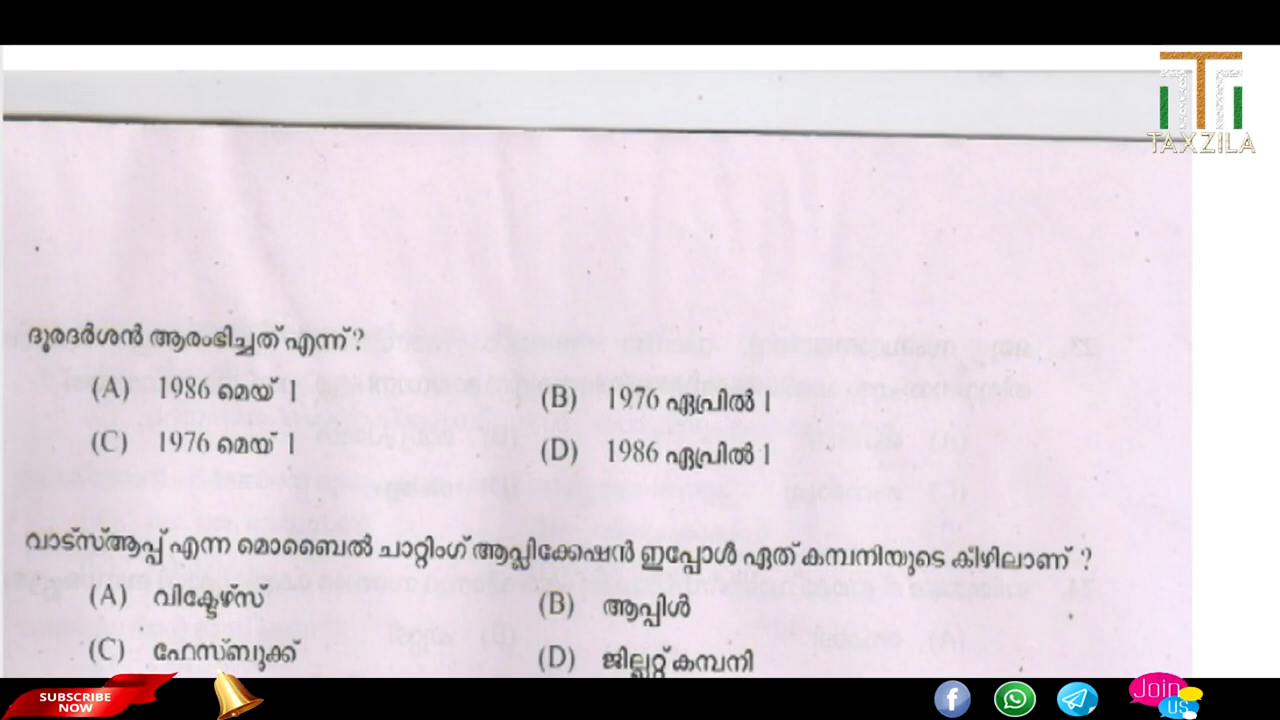 TAXZILA
ദൂരദർശൻ ആരംഭിച്ചത് എന്ന് ?
(A) 1986 മെയ് 1 (B) 1976 ഏപ്രിൽ 1
(C) 1976 മെയ് 1 (D) 1986 ഏപ്രിൽ 1
വാട്സ്ആപ്പ് എന്ന മൊബൈൽ ചാറ്റിംഗ് ആപ്ലിക്കേഷൻ ഇപ്പോൾ ഏത് കമ്പനിയുടെ കീഴിലാണ് ?
(A) വിക്ടേഴ്സ് (B) ആപ്പിൾ
(C) ഫേസ്ബുക്ക് (D) ജില്ലറ്റ് കമ്പനി
SUBSCRIBE
NOW
Join
us